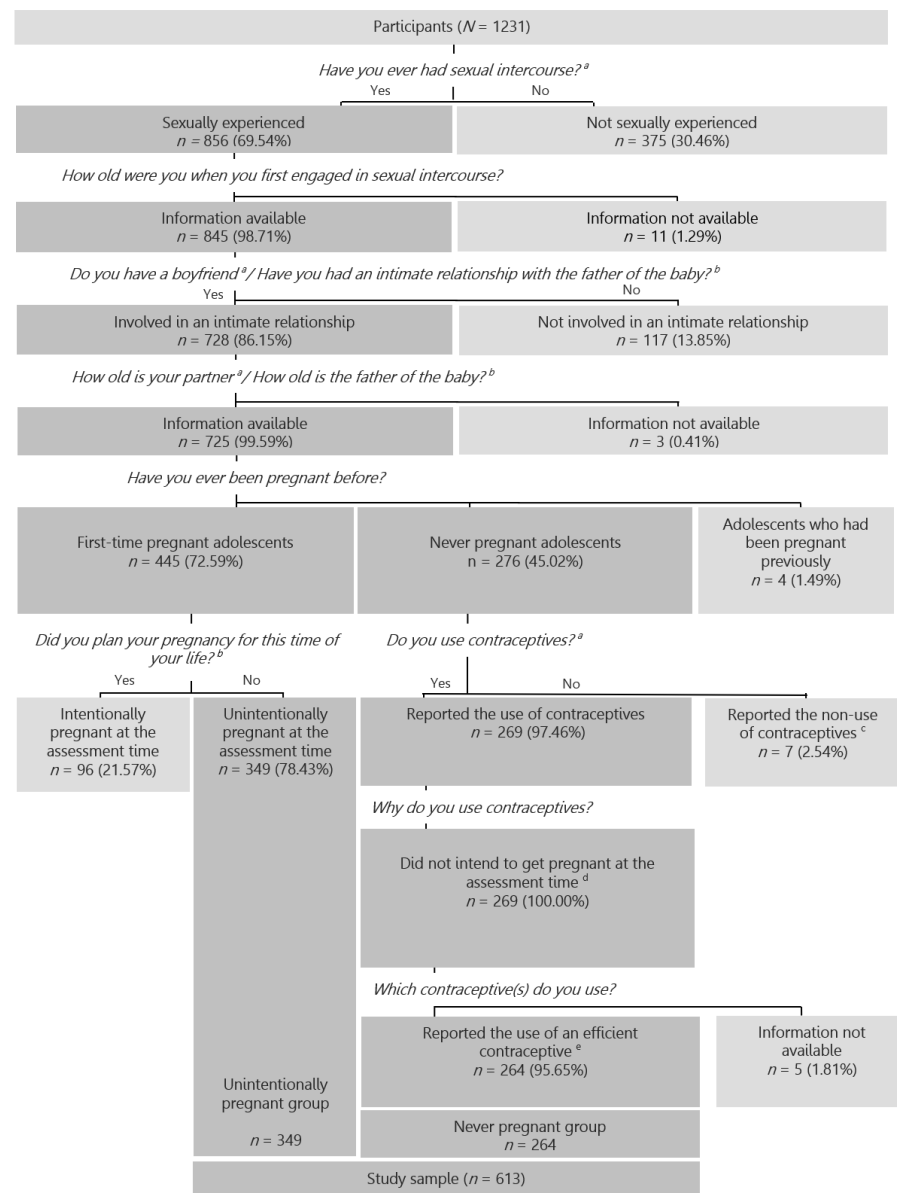 Participants (N = 1231)
Have you ever had sexual intercourse? a
Yes
No
Sexually experienced
n = 856 (69.54%)
Not sexually experienced
n = 375 (30.46%)
How old were you when you first engaged in sexual intercourse?
Information available
n = 845 (98.71%)
Information not available
n = 11 (1.29%)
Do you have a boyfriend a / Have you had an intimate relationship with the father of the baby? b
Yes
No
Involved in an intimate relationship
n = 728 (86.15%)
Not involved in an intimate relationship
n = 117 (13.85%)
How old is your partner a / How old is the father of the baby? b
Information available
n = 725 (99.59%)
Information not available
n = 3 (0.41%)
Have you ever been pregnant before?
First-time pregnant adolescents
n = 445 (72.59%)
Never pregnant adolescents
n = 276 (45.02%)
Adolescents who had
been pregnant
previously
n = 4 (1.49%)
Did you plan your pregnancy for this time of
your life? b
Yes
No
Do you use contraceptives? a
Yes
No
Intentionally
pregnant at the
assessment time
n = 96 (21.57%)
Unintentionally
pregnant at the
assessment time
n = 349 (78.43%)
Reported the use of contraceptives
n = 269 (97.46%)
Reported the non-use
of contraceptives c
n = 7 (2.54%)
Why do you use contraceptives?
Did not intend to get pregnant at the
assessment time d
n = 269 (100.00%)
Which contraceptive(s) do you use?
Reported the use of an efficient
contraceptive e
n = 264 (95.65%)
Information not
available
n = 5 (1.81%)
Unintentionally
pregnant group
n = 349
Never pregnant group
n = 264
Study sample (n = 613)